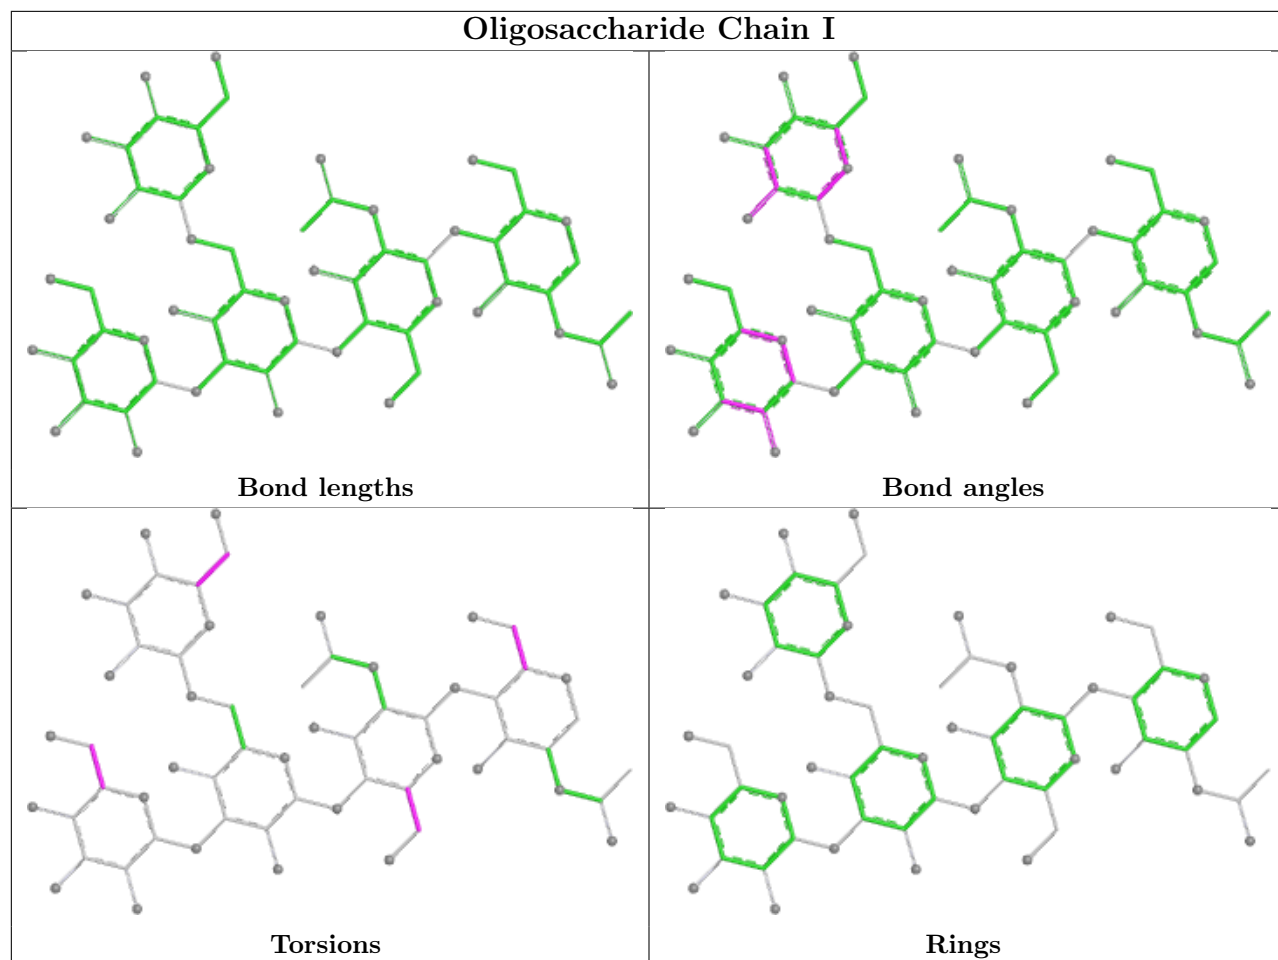 Oligosaccharide Chain I
Bond lengths
Bond angles
Torsions
Rings